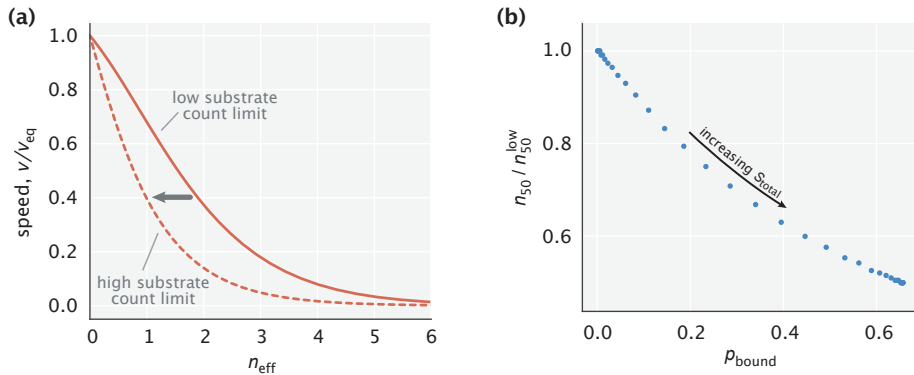 (a)
speed, v/v_eq
1.0
0.8
0.6
0.4
0.2
0.0
low substrate
count limit
high substrate
count limit
0 1 2 3 4 5 6
n_eff
(b)
n_50 / n_50^low
1.0
0.8
0.6
0.5
increasing S_total
0.0 0.2 0.4 0.6
p_bound